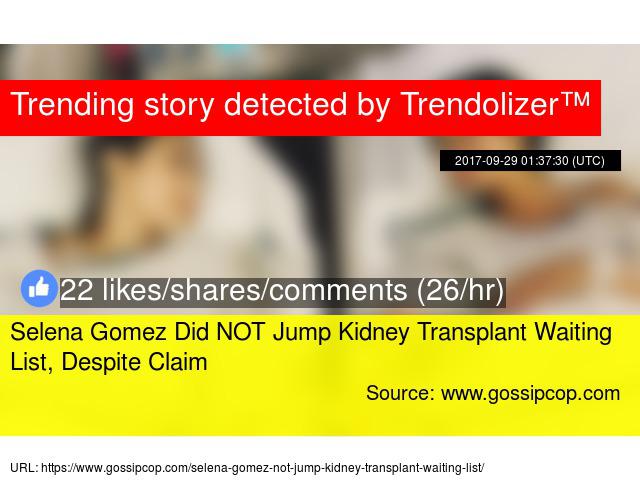 Trending story detected by Trendolizer™
2017-09-29 01:37:30 (UTC)
22 likes/shares/comments (26/hr)
Selena Gomez Did NOT Jump Kidney Transplant Waiting
List, Despite Claim
Source: www.gossipcop.com
URL: https://www.gossipcop.com/selena-gomez-not-jump-kidney-transplant-waiting-list/